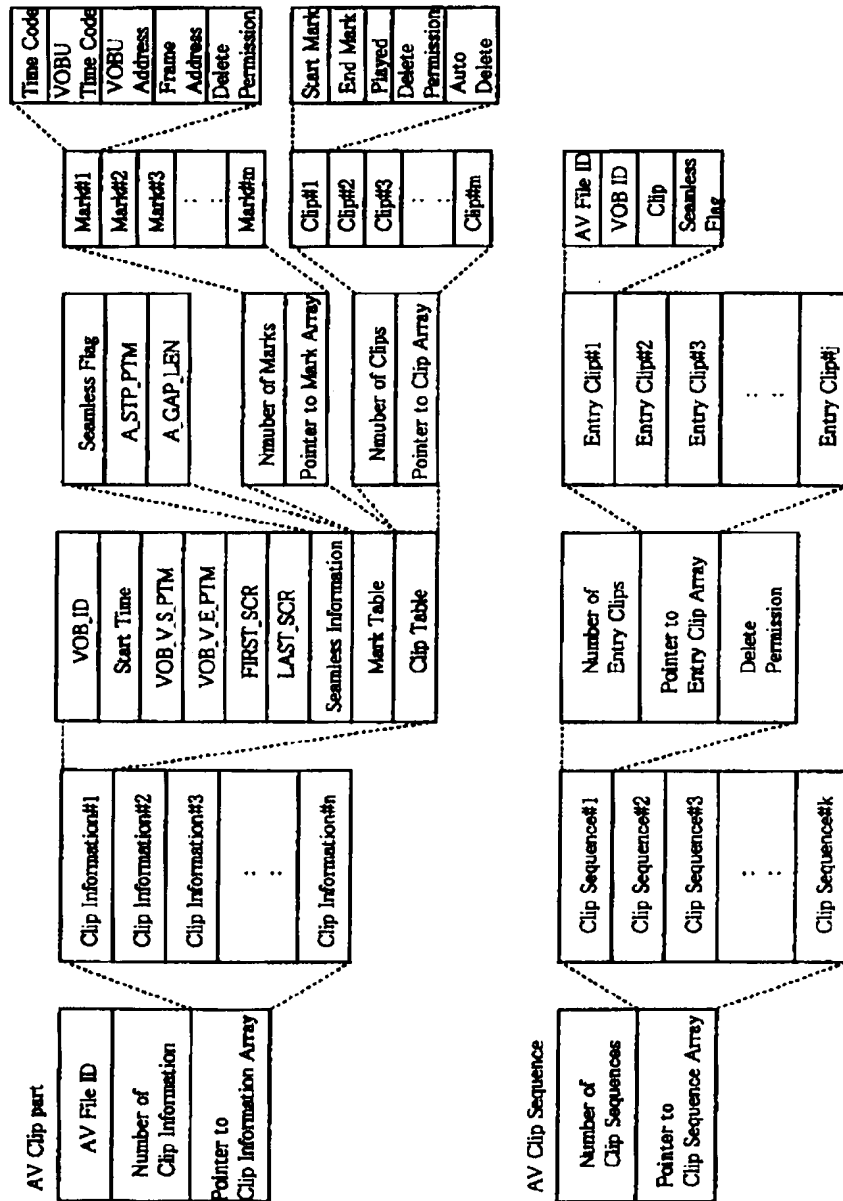 AV Clip part
AV File ID
Number of
Clip Information
Pointer to
Clip Information Array
Clip Information#1
Clip Information#2
Clip Information#3
: :
Clip Information#n
VOB_ID
Start Time
VOB_V_S_PTM
VOB_V_E_PTM
FIRST_SCR
LAST_SCR
Seamless Information
Mark Table
Clip Table
Seamless Flag
A_STP_PTM
A_GAP_LEN
Nmuber of Marks
Pointer to Mark Array
Nmuber of Clips
Pointer to Clip Array
Mark#1
Mark#2
Mark#3
: :
Mark#m
Clip#1
Clip#2
Clip#3
: :
Clip#m
Time Code
VOBU
Time Code
VOBU
Address
Frame
Address
Delete
Permission
Start Mark
End Mark
Played
Delete
Permission
Auto
Delete
AV Clip Sequence
Number of
Clip Sequences
Pointer to
Clip Sequence Array
Clip Sequence#1
Clip Sequence#2
Clip Sequence#3
: :
Clip Sequence#k
Number of
Entry Clips
Pointer to
Entry Clip Array
Delete
Permission
Entry Clip#1
Entry Clip#2
Entry Clip#3
: :
Entry Clip#j
AV File ID
VOB ID
Clip
Seamless
Flag